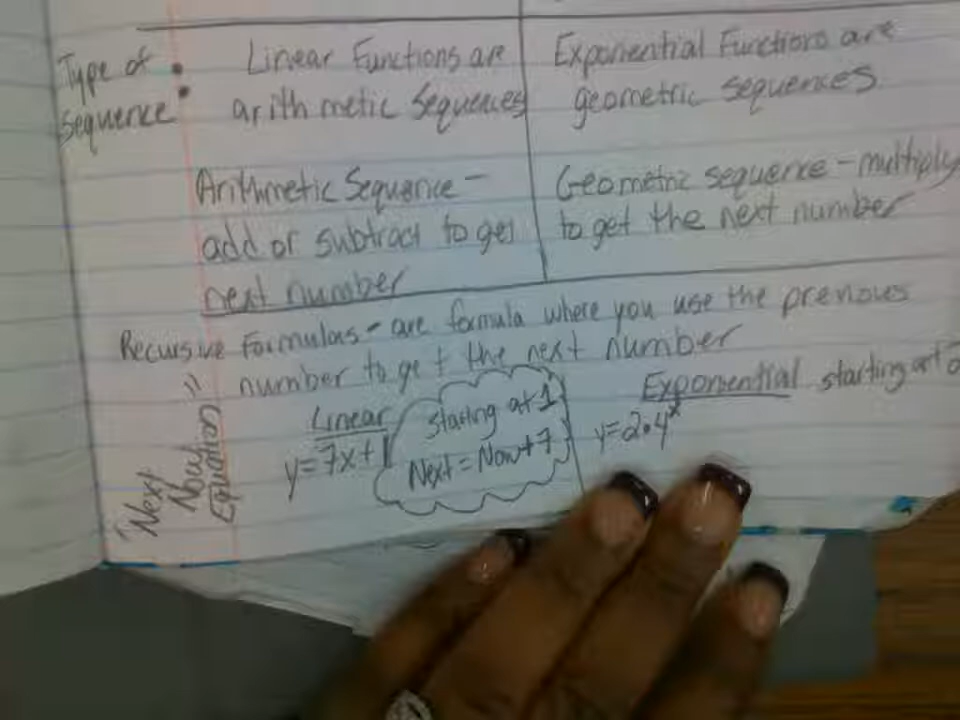 Type of : Linear Functions are Exponential Functions are
sequence arithmetic Sequences geometric sequences.
Arithmetic Sequence - Geometric sequence - multiply
add or subtract to get to get the next number
next number
Recursive Formulas - are formula where you use the previous
number to get the next number
Linear Starting at 1 Exponential starting at
y=7x+1 Next = Now + 7 y=2•4^x
Next Now Equation =